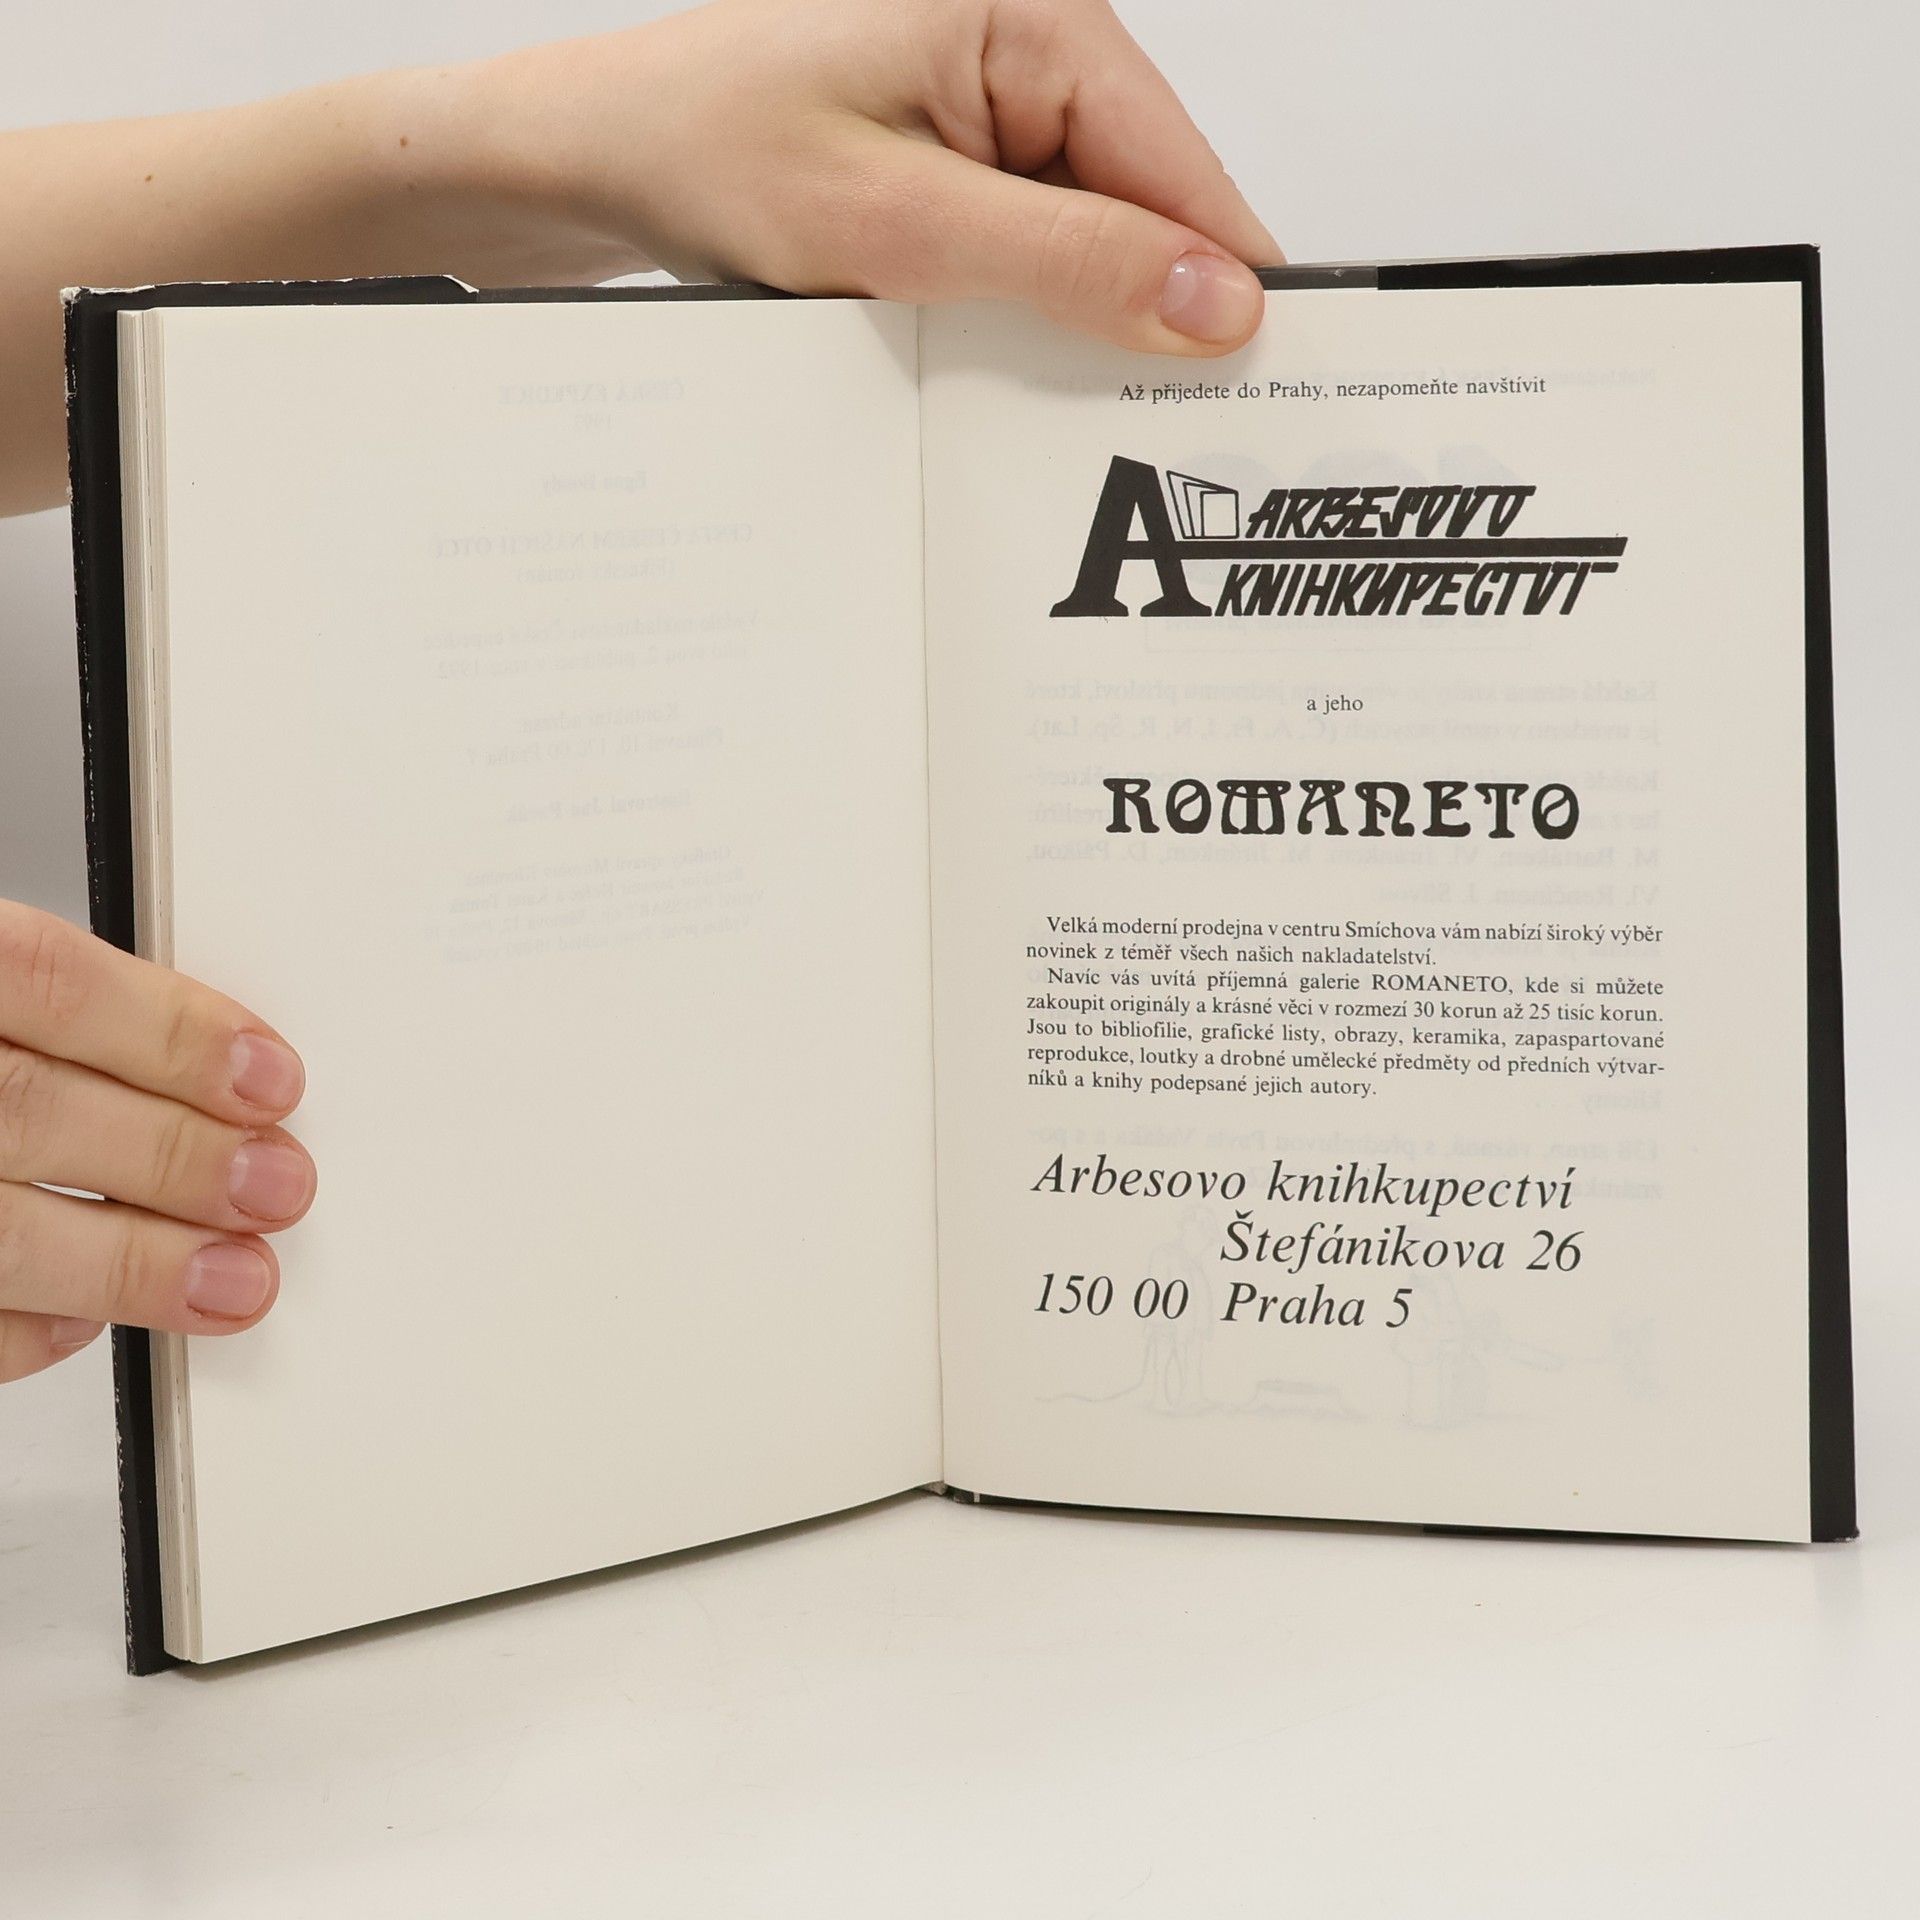 Až přijedete do Prahy, nezapomeňte navštívit
A ARBESOVO
KNIHKUPECTVÍ
a jeho
ROMANETO
Velká moderní prodejna v centru Smíchova vám nabízí široký výběr
novinek z téměř všech našich nakladatelství.
Navíc vás uvítá příjemná galerie ROMANETO, kde si můžete
zakoupit originály a krásné věci v rozmezí 30 korun až 25 tisíc korun.
Jsou to bibliofilie, grafické listy, obrazy, keramika, zapaspartované
reprodukce, loutky a drobné umělecké předměty od předních výtvar-
níků a knihy podepsané jejich autory.
Arbesovo knihkupectví
Štefánikova 26
150 00 Praha 5